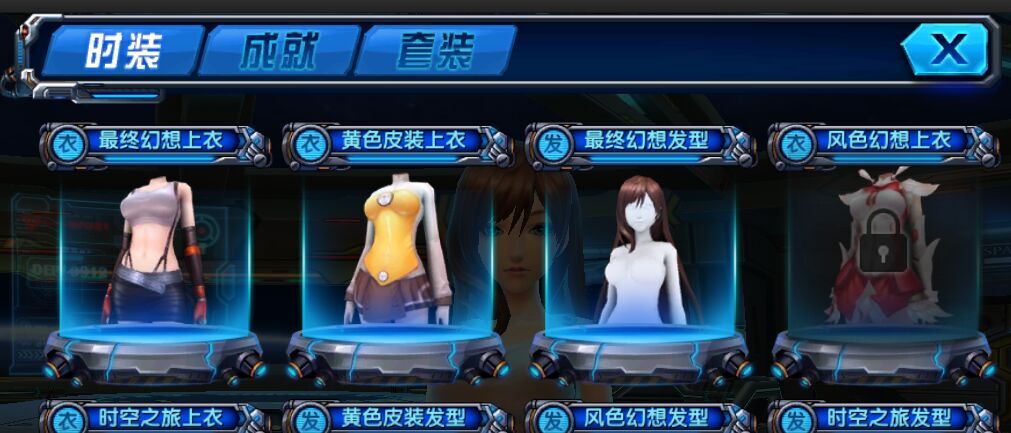 时装 成就 套装 X
衣 最终幻想上衣 衣 黄色皮装上衣 发 最终幻想发型 衣 风色幻想上衣
衣 时空之旅上衣 发 黄色皮装发型 发 风色幻想发型 发 时空之旅发型